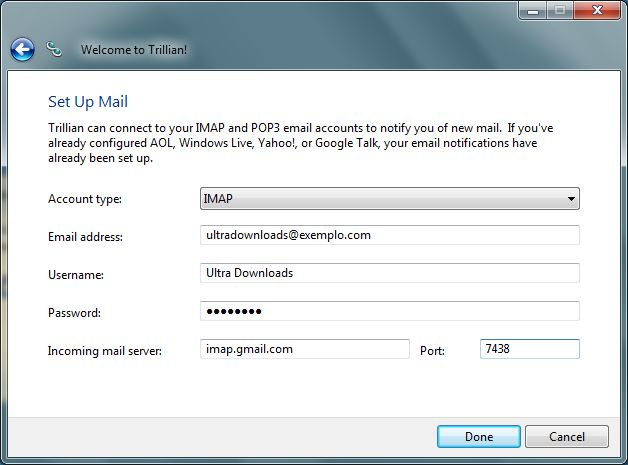 Welcome to Trillian!
Set Up Mail
Trillian can connect to your IMAP and POP3 email accounts to notify you of new mail.  If you've
already configured AOL, Windows Live, Yahoo!, or Google Talk, your email notifications have
already been set up.
Account type: IMAP
Email address: ultradownloads@exemplo.com
Username: Ultra Downloads
Password: ●●●●●●●●
Incoming mail server: imap.gmail.com Port: 7438
Done Cancel